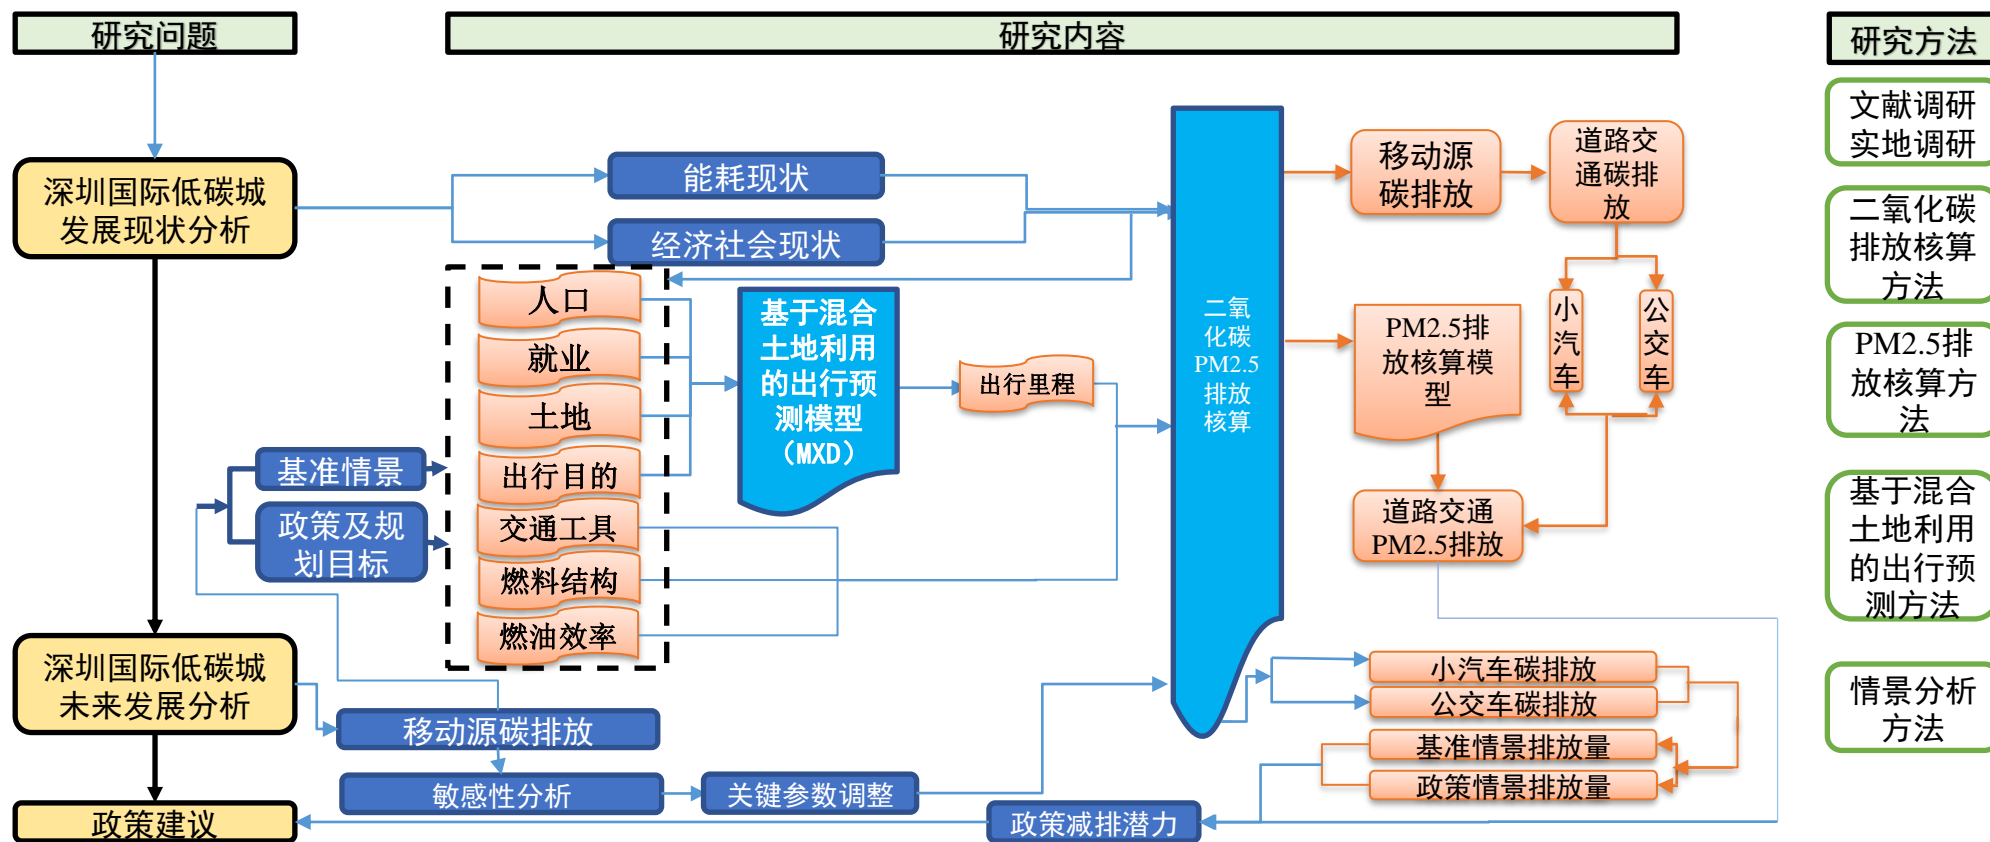 研究问题
研究内容
研究方法
深圳国际低碳城
发展现状分析
深圳国际低碳城
未来发展分析
政策建议
能耗现状
经济社会现状
人口
就业
土地
出行目的
交通工具
燃料结构
燃油效率
基准情景
政策及规
划目标
基于混合
土地利用
的出行预
测模型
（MXD）
出行里程
移动源碳排放
敏感性分析
关键参数调整
政策减排潜力
二氧
化碳
PM2.5
排放
核算
移动源
碳排放
道路交
通碳排
放
小
汽
车
公
交
车
PM2.5排
放核算模
型
道路交通
PM2.5排放
小汽车碳排放
公交车碳排放
基准情景排放量
政策情景排放量
文献调研
实地调研
二氧化碳
排放核算
方法
PM2.5排
放核算方
法
基于混合
土地利用
的出行预
测方法
情景分析
方法